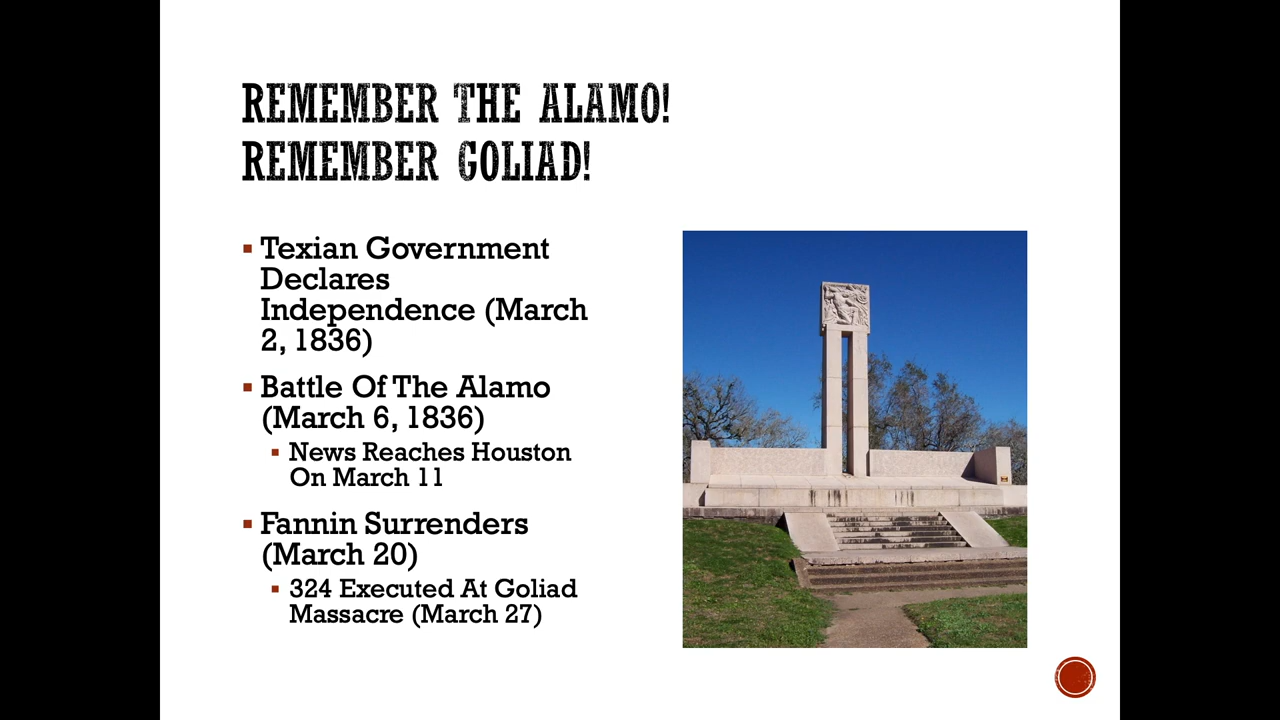 REMEMBER THE ALAMO!
REMEMBER GOLIAD!
Texian Government
Declares
Independence (March
2, 1836)
Battle Of The Alamo
(March 6, 1836)
News Reaches Houston
On March 11
Fannin Surrenders
(March 20)
324 Executed At Goliad
Massacre (March 27)